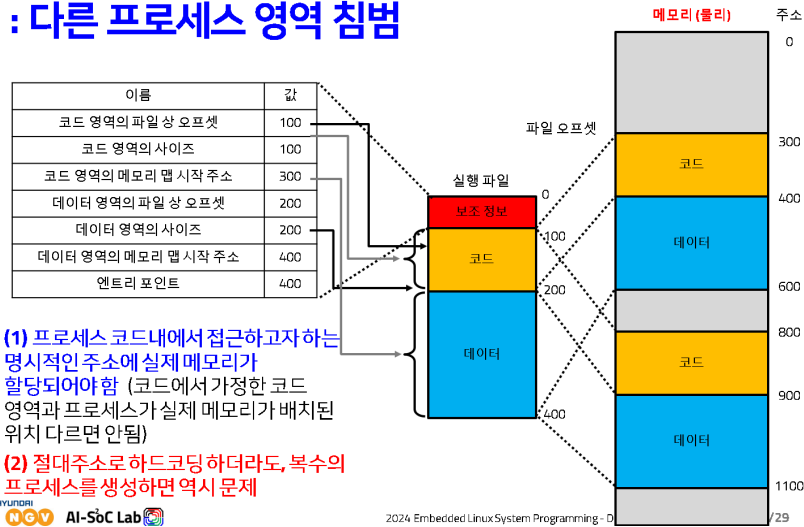 : 다른 프로세스 영역 침범
이름 값
코드 영역의 파일 상 오프셋 100
코드 영역의 사이즈 100
코드 영역의 메모리 맵 시작 주소 300
데이터 영역의 파일 상 오프셋 200
데이터 영역의 사이즈 200
데이터 영역의 메모리 맵 시작 주소 400
엔트리 포인트 400
파일 오프셋
실행 파일
0
보조 정보
100
코드
200
데이터
400
메모리 (물리) 주소
0
300
코드
400
데이터
600
800
코드
900
데이터
1100
(1) 프로세스 코드내에서 접근하고자 하는
명시적인 주소에 실제 메모리가
할당되어야 함 (코드에서 가정한 코드
영역과 프로세스가 실제 메모리가 배치된
위치 다르면 안됨)
(2) 절대주소로 하드코딩 하더라도, 복수의
프로세스를 생성하면 역시 문제
HYUNDAI
NGV AI-SoC Lab
2024 Embedded Linux System Programming - D
/29